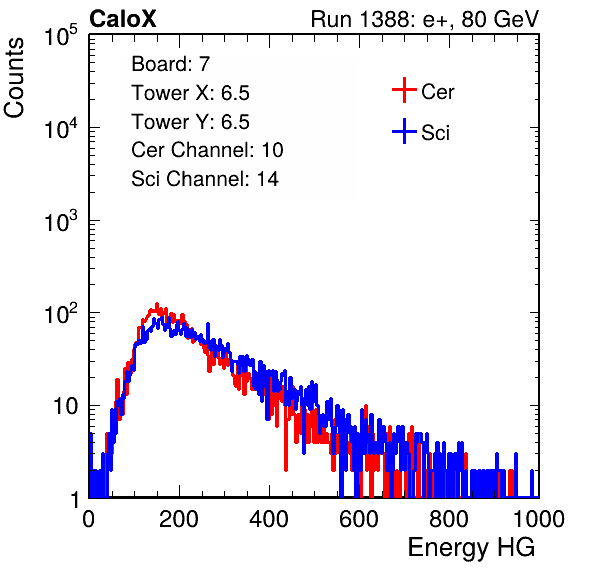 CaloX Run 1388: e+, 80 GeV
Counts
Board: 7
Tower X: 6.5
Tower Y: 6.5
Cer Channel: 10
Sci Channel: 14
Cer
Sci
10^5
10^4
10^3
10^2
10
1
0 200 400 600 800 1000
Energy HG